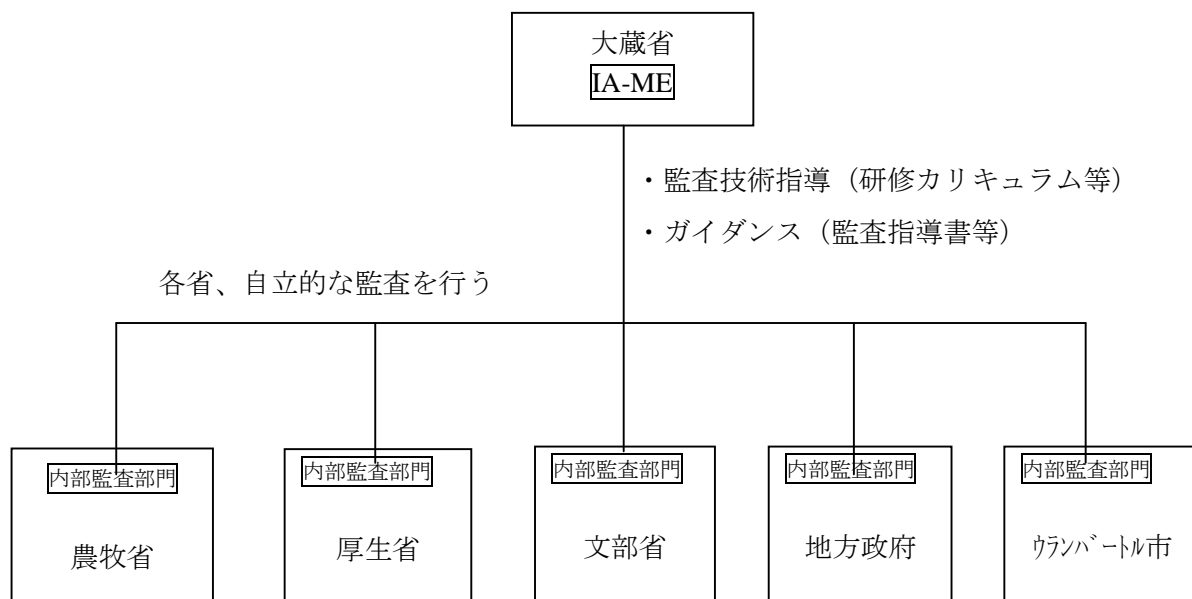 大蔵省
IA-ME
・監査技術指導（研修カリキュラム等）
・ガイダンス（監査指導書等）
各省、自立的な監査を行う
内部監査部門
内部監査部門
内部監査部門
内部監査部門
内部監査部門
農牧省
厚生省
文部省
地方政府
ｳﾗﾝﾊﾞｰﾄﾙ市